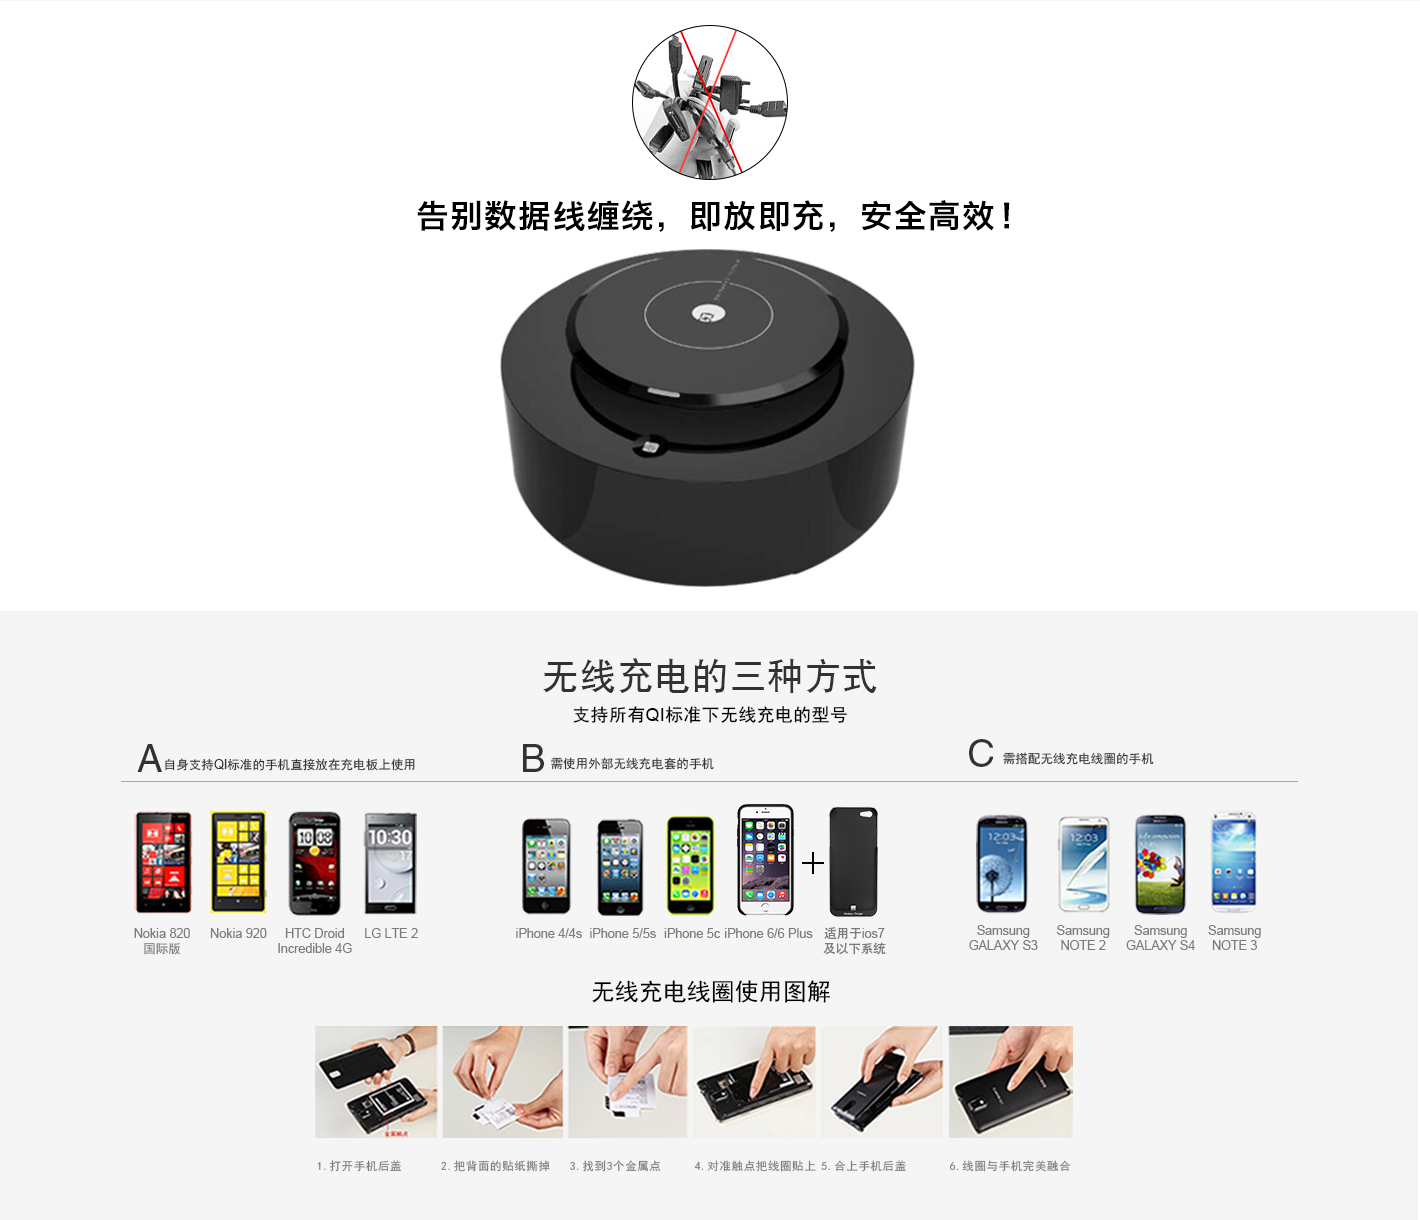 告别数据线缠绕，即放即充，安全高效！
无线充电的三种方式
支持所有QI标准下无线充电的型号
A 自身支持QI标准的手机直接放在充电板上使用
B 需使用外部无线充电套的手机
C 需搭配无线充电线圈的手机
Nokia 820
国际版
Nokia 920
HTC Droid
Incredible 4G
LG LTE 2
iPhone 4/4s
iPhone 5/5s
iPhone 5c
iPhone 6/6 Plus
适用于ios7
及以下系统
Samsung
GALAXY S3
Samsung
NOTE 2
Samsung
GALAXY S4
Samsung
NOTE 3
无线充电线圈使用图解
金属触点
1. 打开手机后盖
2. 把背面的贴纸撕掉
3. 找到3个金属点
4. 对准触点把线圈贴上
5. 合上手机后盖
6. 线圈与手机完美融合